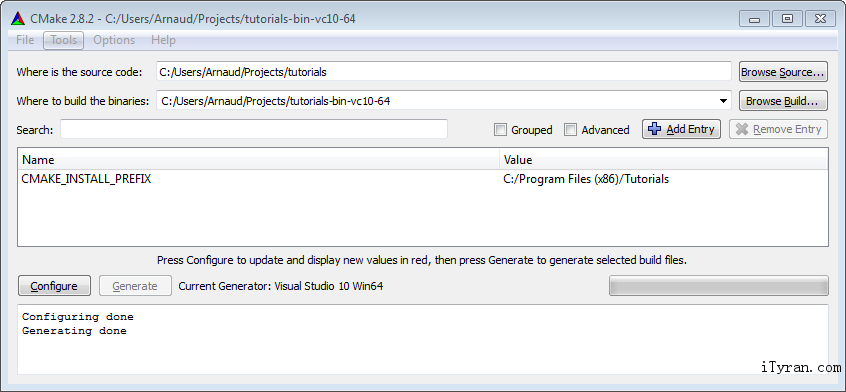 CMake 2.8.2 - C:/Users/Arnaud/Projects/tutorials-bin-vc10-64
File Tools Options Help
Where is the source code: C:/Users/Arnaud/Projects/tutorials Browse Source...
Where to build the binaries: C:/Users/Arnaud/Projects/tutorials-bin-vc10-64 Browse Build...
Search: Grouped Advanced Add Entry Remove Entry
Name Value
CMAKE_INSTALL_PREFIX C:/Program Files (x86)/Tutorials
Press Configure to update and display new values in red, then press Generate to generate selected build files.
Configure Generate Current Generator: Visual Studio 10 Win64
Configuring done
Generating done
iTyran.com